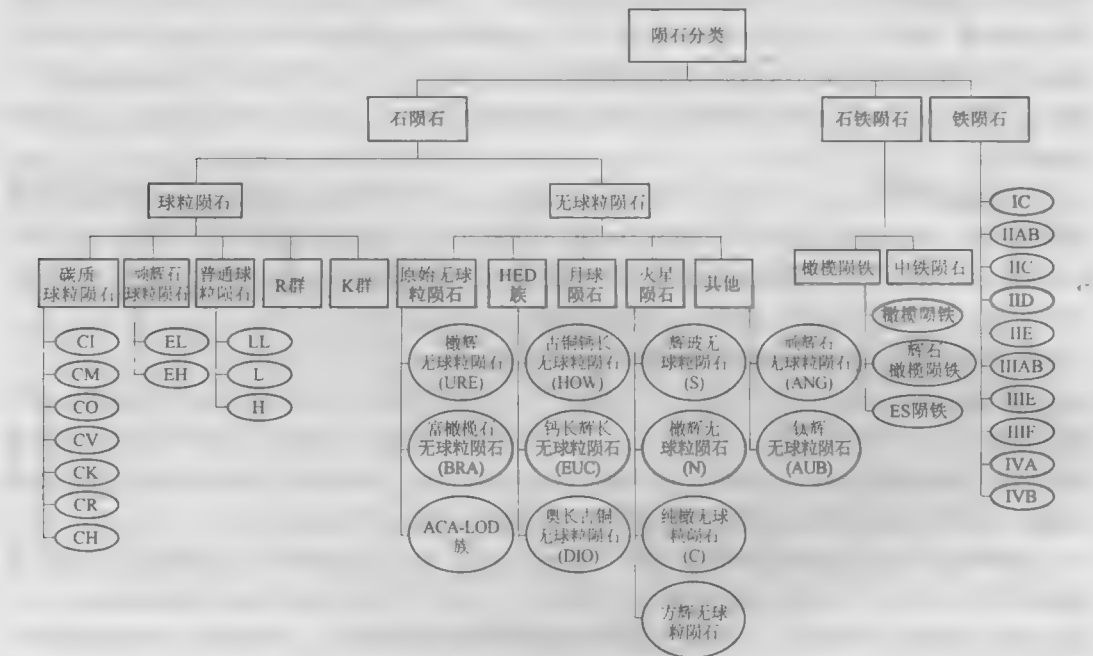 陨石分类
石陨石
石铁陨石
铁陨石
球粒陨石
无球粒陨石
碳质
球粒陨石
顽辉石
球粒陨石
普通球
粒陨石
R群
K群
原始无球
粒陨石
HED
族
月球
陨石
火星
陨石
其他
橄榄陨铁
中铁陨石
CI
CM
CO
CV
CK
CR
CH
EL
EH
LL
L
H
橄辉
无球粒陨石
(URE)
富橄榄石
无球粒陨石
(BRA)
ACA-LOD
族
古铜钙长
无球粒陨石
(HOW)
钙长辉长
无球粒陨石
(EUC)
奥长古铜
无球粒陨石
(DIO)
辉玻无
球粒陨石
(S)
橄辉无
球粒陨石
(N)
纯橄无球
粒陨石
(C)
方辉无球
粒陨石
顽辉石
无球粒陨石
(ANG)
钛辉
无球粒陨石
(AUB)
橄榄陨铁
辉石
橄榄陨铁
ES陨铁
IC
IIAB
IIC
IID
IIE
IIIAB
IIIE
IIIF
IVA
IVB